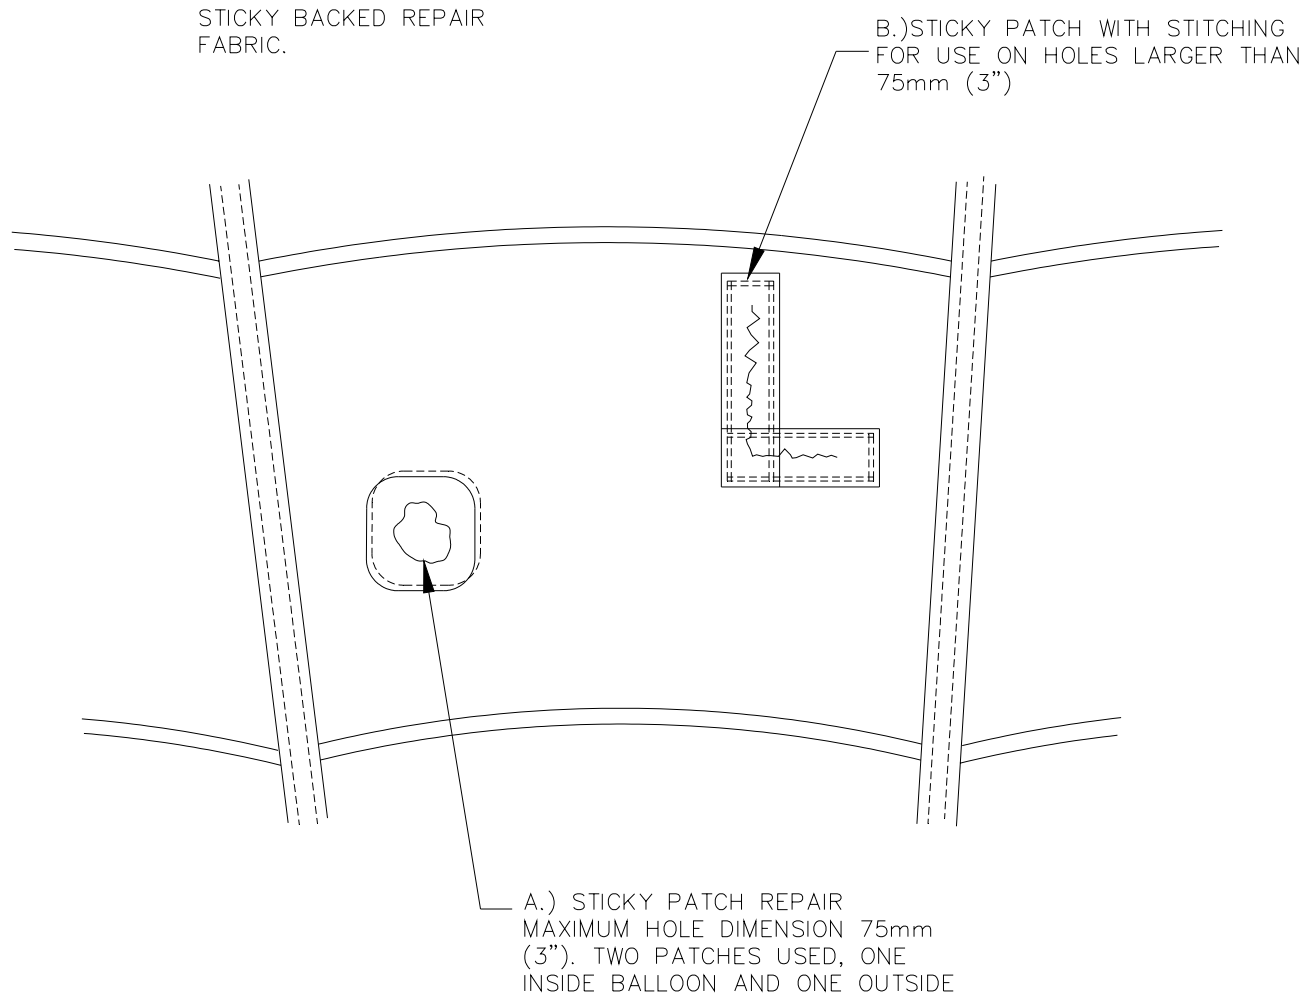 STICKY BACKED REPAIR
FABRIC.
B.)STICKY PATCH WITH STITCHING
FOR USE ON HOLES LARGER THAN
75mm (3”)
A.) STICKY PATCH REPAIR
MAXIMUM HOLE DIMENSION 75mm
(3”). TWO PATCHES USED, ONE
INSIDE BALLOON AND ONE OUTSIDE